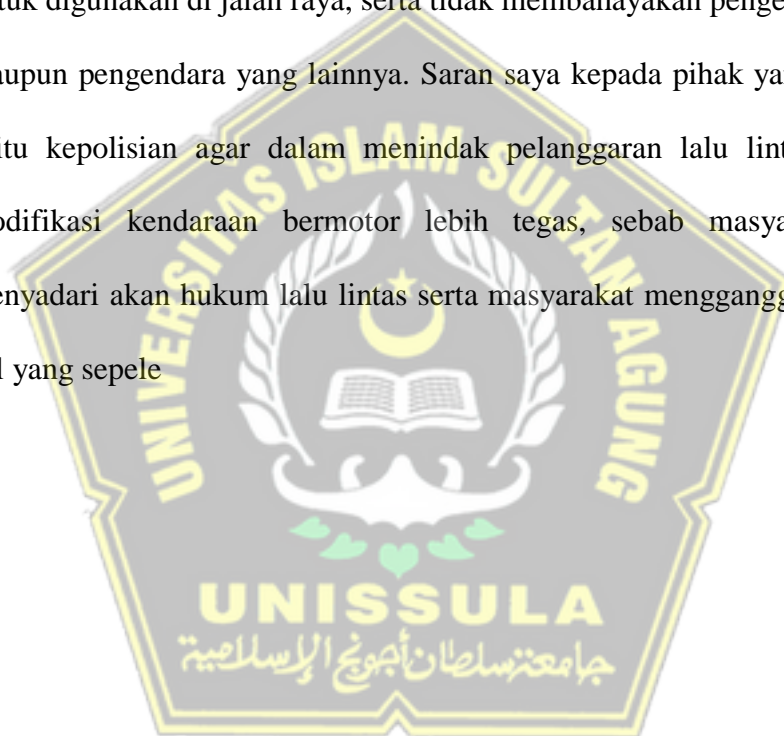 tuk digunakan di jalan raya, serta tidak membahayakan penge
aupun pengendara yang lainnya. Saran saya kepada pihak ya
itu kepolisian agar dalam menindak pelanggaran lalu lint
odifikasi kendaraan bermotor lebih tegas, sebab masya
enyadari akan hukum lalu lintas serta masyarakat menggangg
l yang sepele
UNIVERSITAS ISLAM SULTAN AGUNG
UNISSULA
جامعة سلطان أجونج الإسلامية